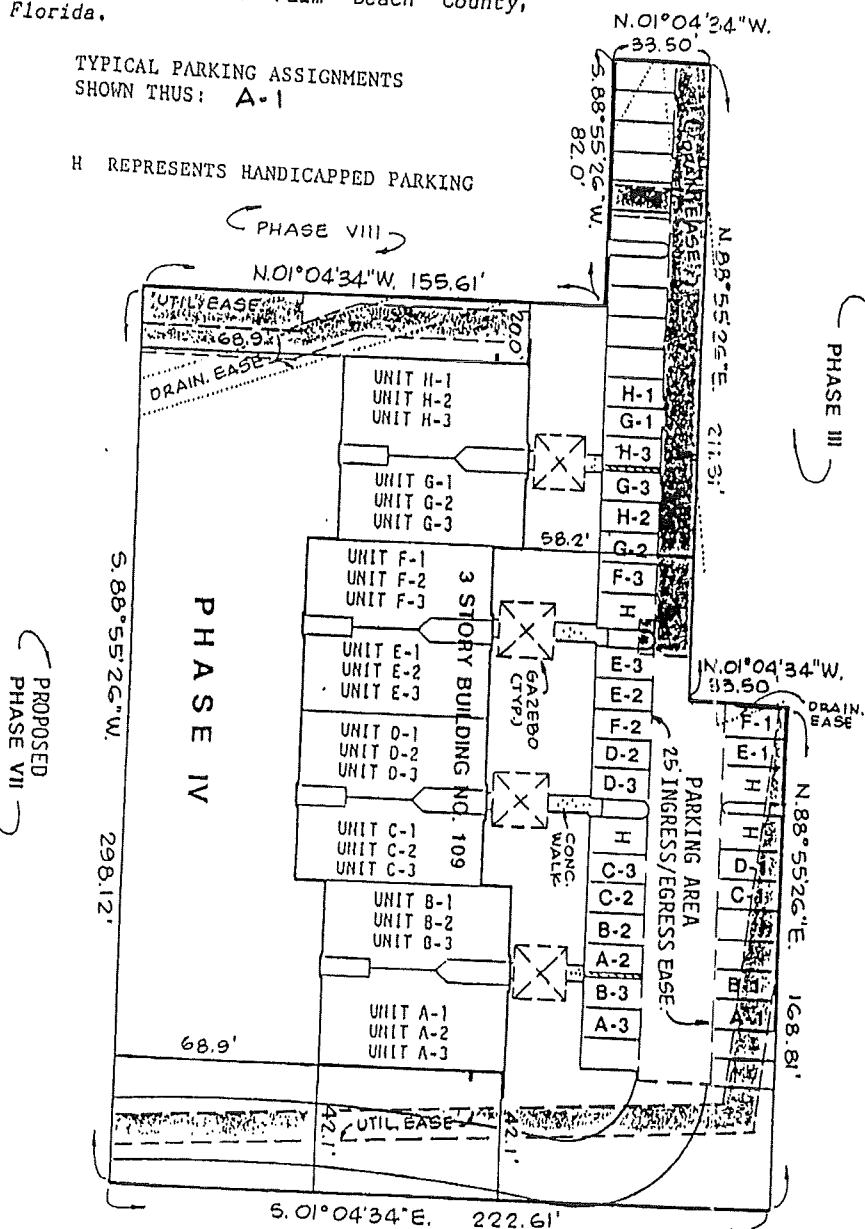 Palm Beach County,
Florida.
N.01°04'34"W.
33.50'
TYPICAL PARKING ASSIGNMENTS
SHOWN THUS: A-1
S.88°55'26"W.
82.0'
H REPRESENTS HANDICAPPED PARKING
PHASE VIII
N.01°04'34"W. 155.61'
UTIL EASE
68.9'
20.0'
DRAIN. EASE
N.88°55'26"E. 211.31'
PHASE III
UNIT H-1
UNIT H-2
UNIT H-3
UNIT G-1
UNIT G-2
UNIT G-3
58.2'
UNIT F-1
UNIT F-2
UNIT F-3
UNIT E-1
UNIT E-2
UNIT E-3
UNIT D-1
UNIT D-2
UNIT D-3
UNIT C-1
UNIT C-2
UNIT C-3
UNIT B-1
UNIT B-2
UNIT B-3
UNIT A-1
UNIT A-2
UNIT A-3
3 STORY BUILDING NO. 109
GAZEBO
(TYP.)
CONC.
WALK
H-1
G-1
H-3
G-3
H-2
G-2
F-3
H
E-3
E-2
F-2
D-2
D-3
H
C-3
C-2
B-2
A-2
B-3
A-3
PARKING AREA
25' INGRESS/EGRESS EASE.
N.01°04'34"W.
93.50
DRAIN.
EASE
F-1
E-1
H
H
D-1
C-1
B-1
A-1
N.88°55'26"E. 168.81'
PHASE IV
S.88°55'26"W. 298.12'
PROPOSED
PHASE VII
68.9'
42.1'
UTIL EASE
42.1'
S.01°04'34"E. 222.61'